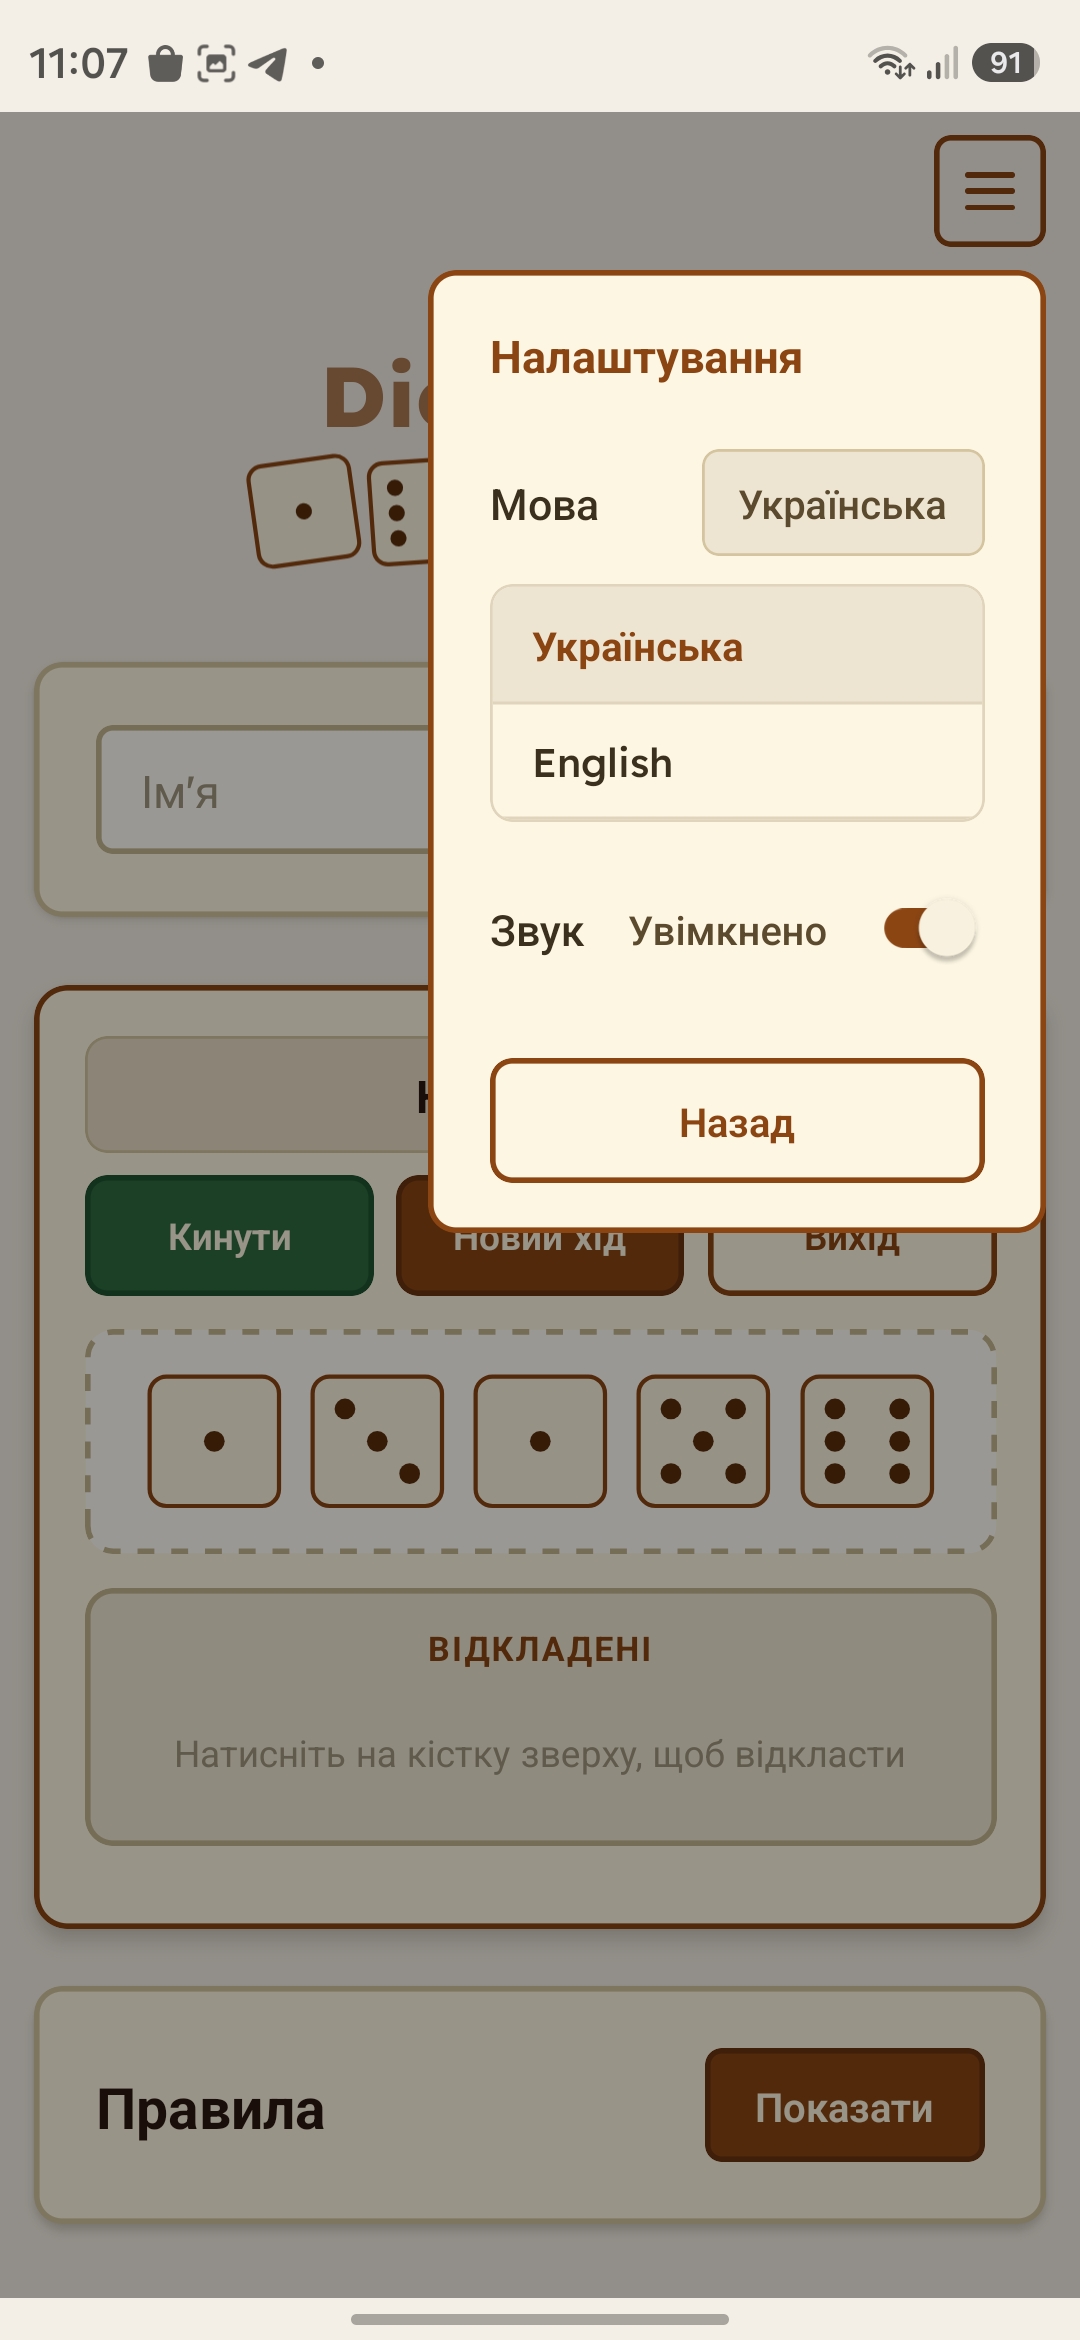 11:07
91
Налаштування
Мова
Українська
Українська
English
Ім'я
Звук
Увімкнено
Назад
Кинути
Новий хід
Вихід
ВІДКЛАДЕНІ
Натисніть на кістку зверху, щоб відкласти
Правила
Показати